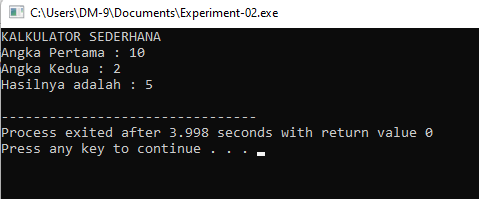 C:\Users\DM-9\Documents\Experiment-02.exe
KALKULATOR SEDERHANA
Angka Pertama : 10
Angka Kedua : 2
Hasilnya adalah : 5
--------------------------------
Process exited after 3.998 seconds with return value 0
Press any key to continue . . .